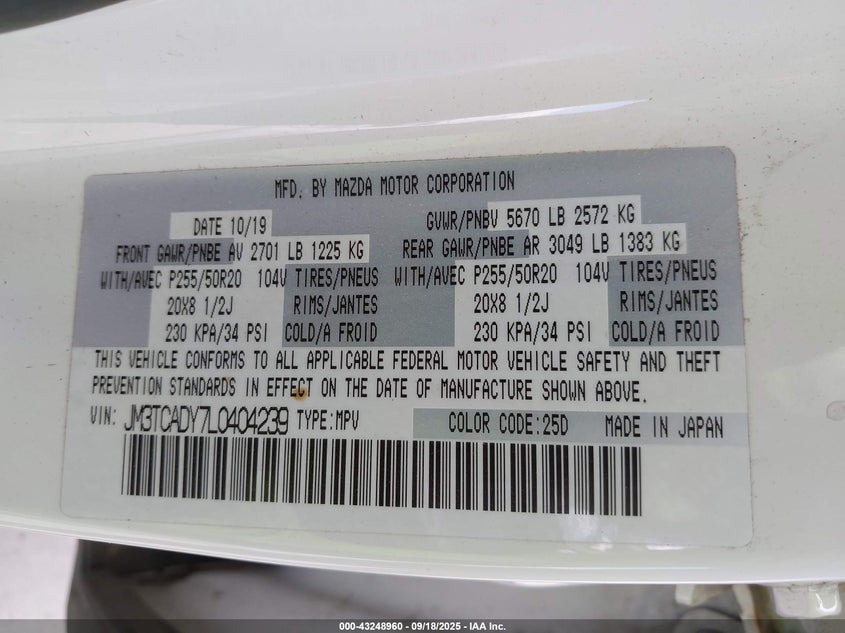 MFD. BY MAZDA MOTOR CORPORATION
DATE 10/19 GVWR/PNBV 5670 LB 2572 KG
FRONT GAWR/PNBE AV 2701 LB 1225 KG REAR GAWR/PNBE AR 3049 LB 1383 KG
WITH/AVEC P255/50R20 104V TIRES/PNEUS WITH/AVEC P255/50R20 104V TIRES/PNEUS
20X8 1/2J RIMS/JANTES 20X8 1/2J RIMS/JANTES
230 KPA/34 PSI COLD/A FROID 230 KPA/34 PSI COLD/A FROID
THIS VEHICLE CONFORMS TO ALL APPLICABLE FEDERAL MOTOR VEHICLE SAFETY AND THEFT
PREVENTION STANDARDS IN EFFECT ON THE DATE OF MANUFACTURE SHOWN ABOVE.
VIN: JM3TCADY7L0404239 TYPE:MPV COLOR CODE:25D MADE IN JAPAN
000-43248960 - 09/18/2025 - IAA Inc.